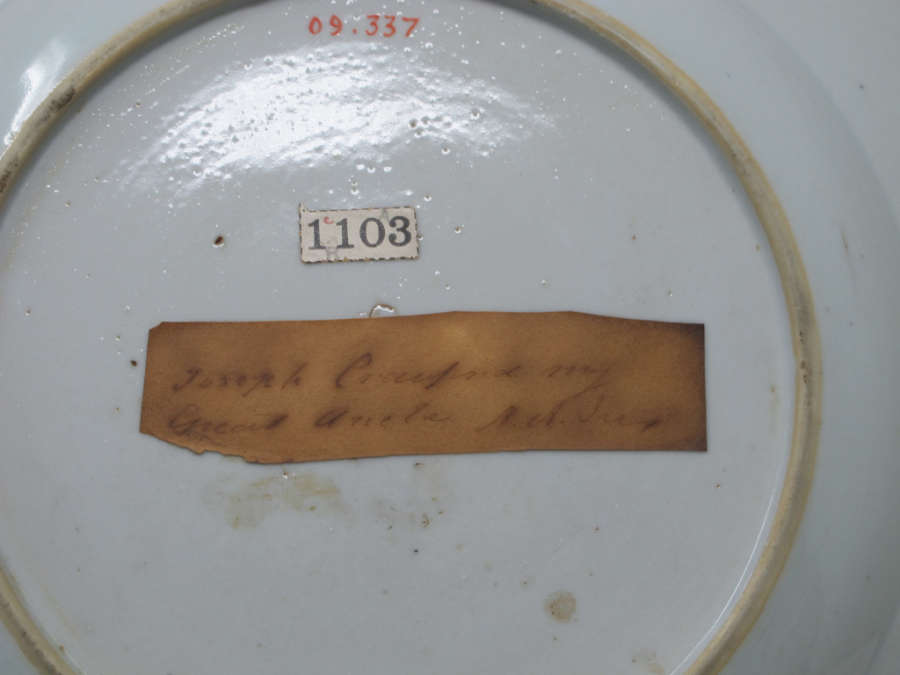 09.337
1103
Joseph Crawford my
Great Uncle